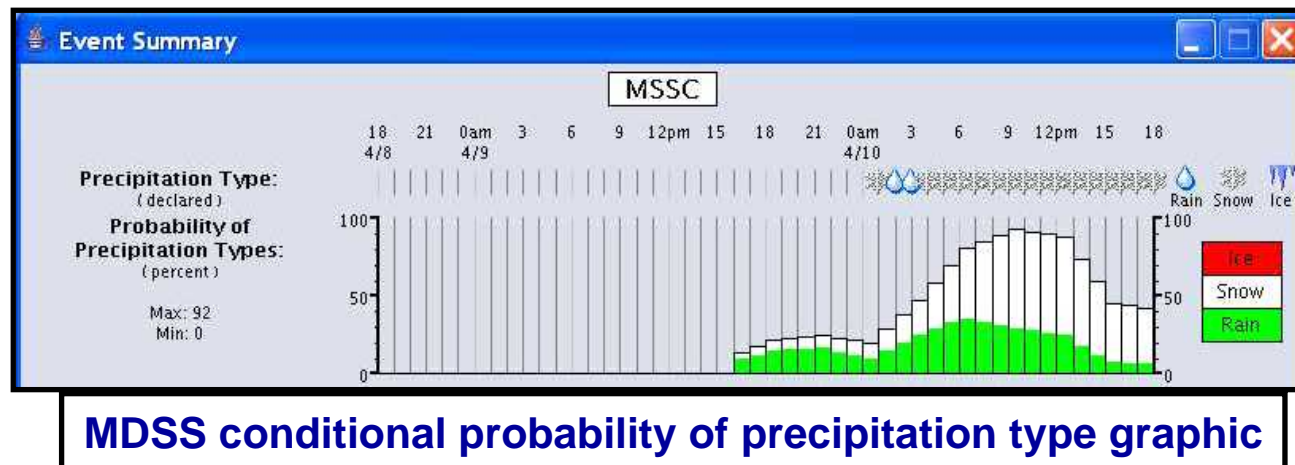 Event Summary
MSSC
18 21 0am 3 6 9 12pm 15 18 21 0am 3 6 9 12pm 15 18
4/8 4/9 4/10
Precipitation Type:
( declared )
Rain Snow Ice
Probability of
Precipitation Types:
( percent )
Max: 92
Min: 0
100 100
50 50
0 0
Ice
Snow
Rain
MDSS conditional probability of precipitation type graphic